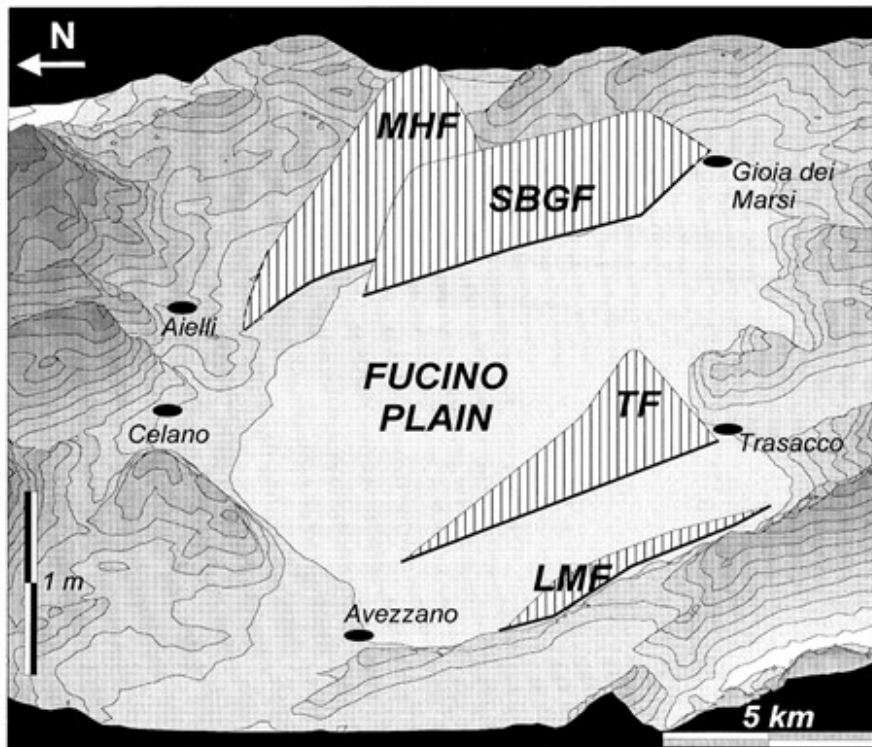 N
MHF
SBGF
Gioia dei
Marsi
Aielli
FUCINO
PLAIN
TF
Celano
Trasacco
1 m
LMF
Avezzano
5 km